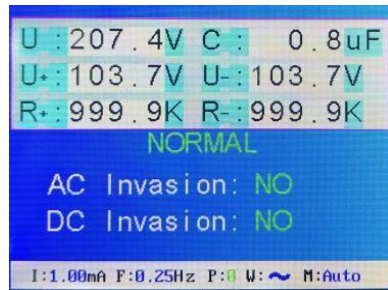 U :207.4V C : 0.8uF
U+:103.7V U-:103.7V
R+:999.9K R-:999.9K
NORMAL
AC Invasion: NO
DC Invasion: NO
I:1.00mA F:0.25Hz P:0 W:~ M:Auto